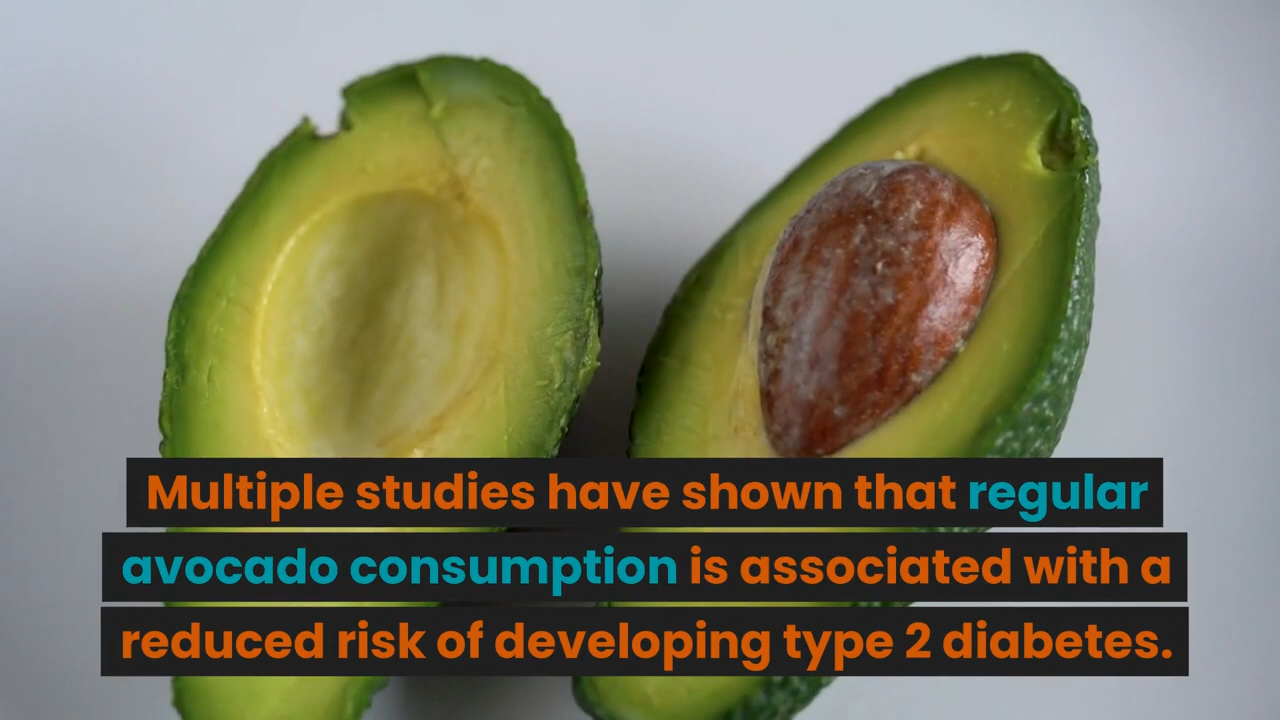 Multiple studies have shown that regular
avocado consumption is associated with a
reduced risk of developing type 2 diabetes.